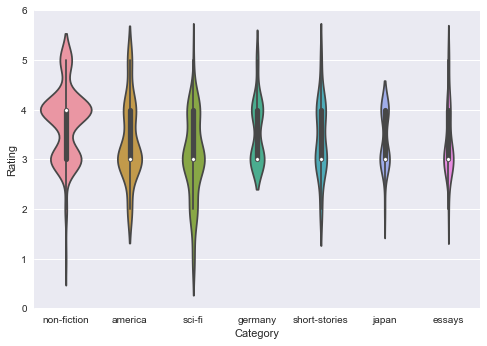 6
5
4
3
2
1
0
Rating
non-fiction america sci-fi germany short-stories japan essays
Category